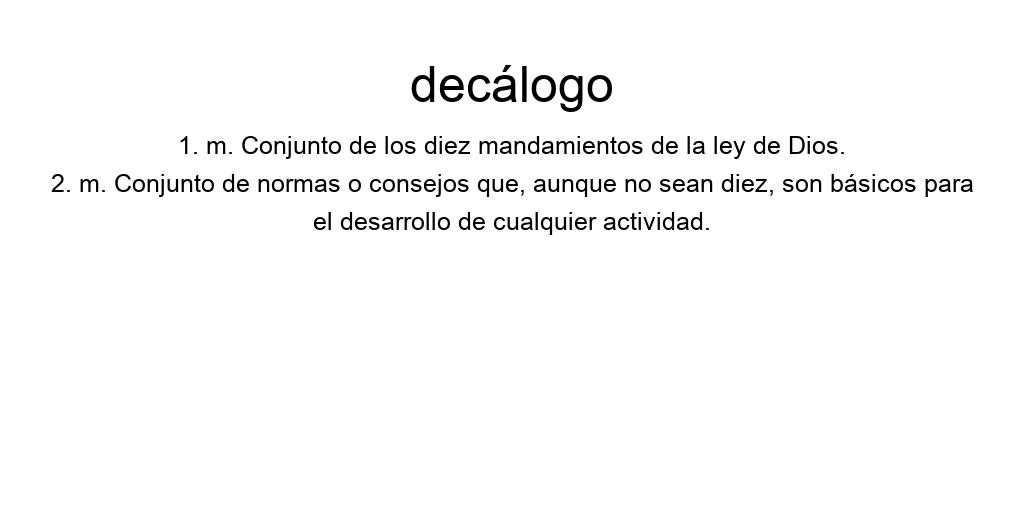 decálogo
1. m. Conjunto de los diez mandamientos de la ley de Dios.
2. m. Conjunto de normas o consejos que, aunque no sean diez, son básicos para
el desarrollo de cualquier actividad.